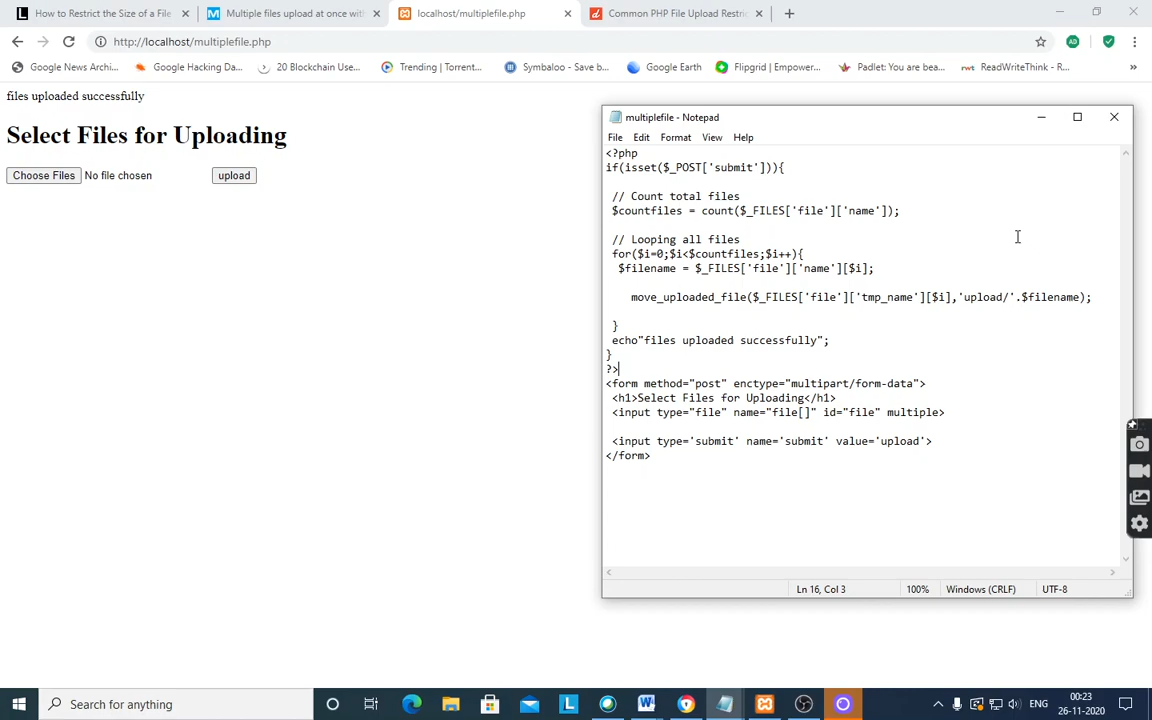 How to Restrict the Size of a File
Multiple files upload at once with
localhost/multiplefile.php
Common PHP File Upload Restric
http://localhost/multiplefile.php
Google News Archi...
Google Hacking Da...
20 Blockchain Use...
Trending | Torrent...
Symbaloo - Save b...
Google Earth
Flipgrid | Empower...
Padlet: You are bea...
ReadWriteThink - R...
files uploaded successfully
Select Files for Uploading
Choose Files No file chosen
upload
multiplefile - Notepad
File Edit Format View Help
<?php
if(isset($_POST['submit'])){
// Count total files
$countfiles = count($_FILES['file']['name']);
// Looping all files
for($i=0;$i<$countfiles;$i++){
$filename = $_FILES['file']['name'][$i];
move_uploaded_file($_FILES['file']['tmp_name'][$i],'upload/'.$filename);
}
echo"files uploaded successfully";
}
?>
<form method="post" enctype="multipart/form-data">
<h1>Select Files for Uploading</h1>
<input type="file" name="file[]" id="file" multiple>
<input type='submit' name='submit' value='upload'>
</form>
Ln 16, Col 3
100%
Windows (CRLF)
UTF-8
Search for anything
ENG
00:23
26-11-2020